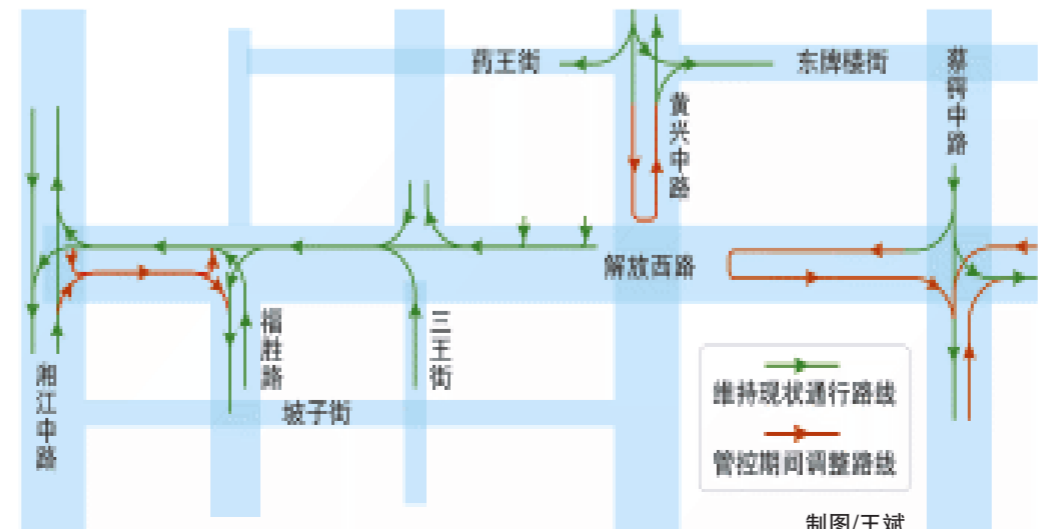 药王街
东牌楼街
蔡锷中路
黄兴中路
解放西路
福胜路
三王街
湘江中路
坡子街
维持现状通行路线
管控期间调整路线
制图/王斌